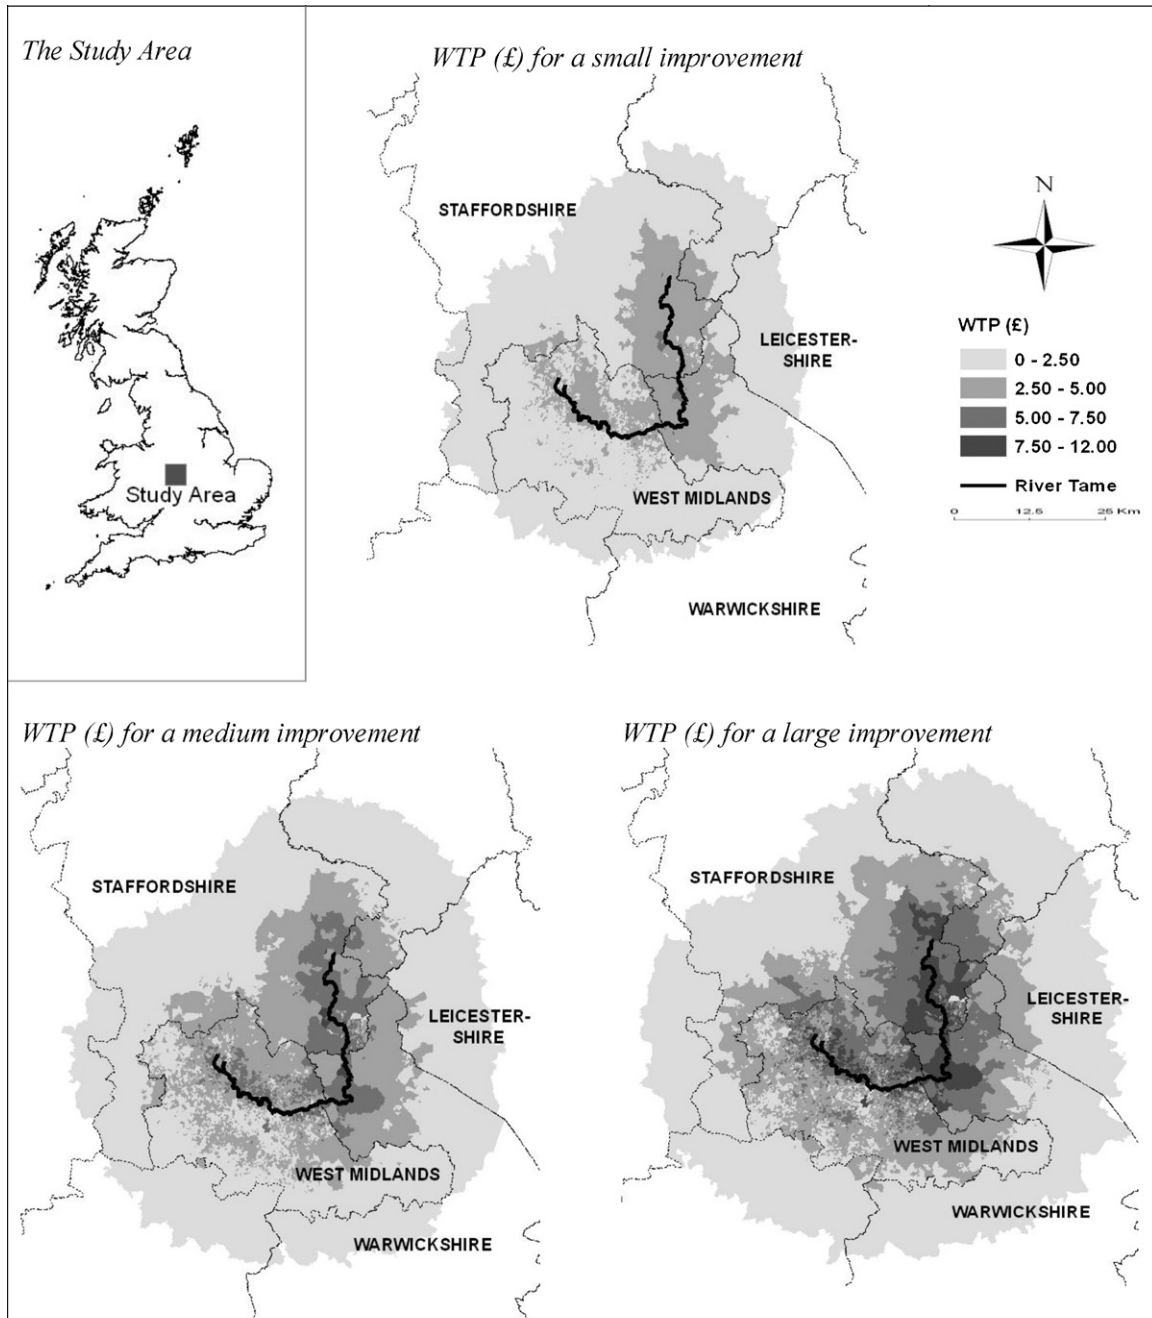 The Study Area
Study Area
WTP (£) for a small improvement
STAFFORDSHIRE
LEICESTER-
SHIRE
WEST MIDLANDS
WARWICKSHIRE
N
WTP (£)
0 - 2.50
2.50 - 5.00
5.00 - 7.50
7.50 - 12.00
River Tame
0 12.5 25 Km
WTP (£) for a medium improvement
STAFFORDSHIRE
LEICESTER-
SHIRE
WEST MIDLANDS
WARWICKSHIRE
WTP (£) for a large improvement
STAFFORDSHIRE
LEICESTER-
SHIRE
WEST MIDLANDS
WARWICKSHIRE